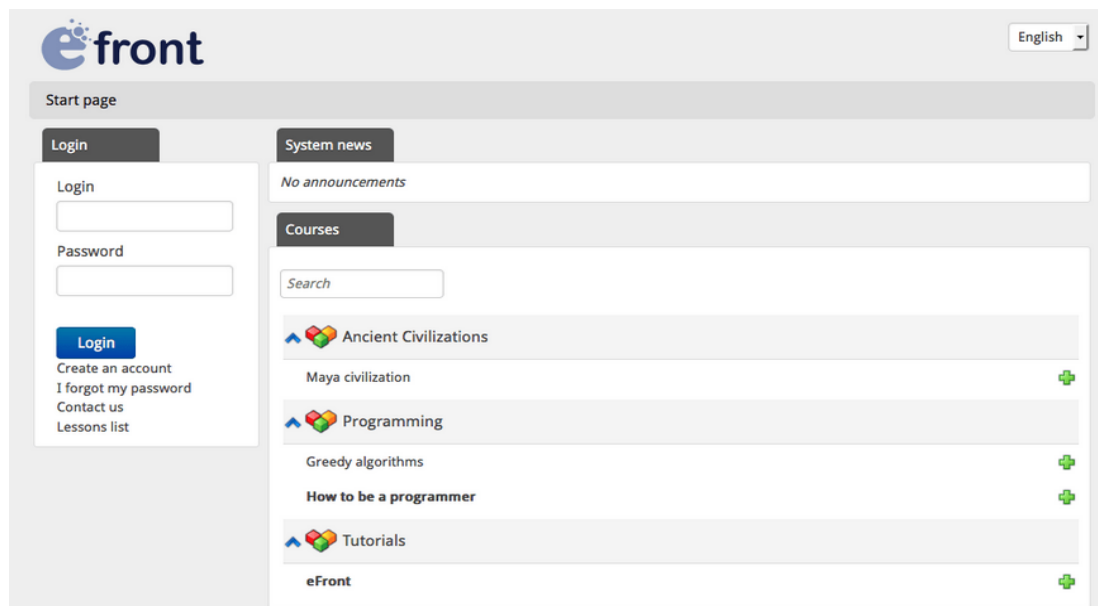 efront
English
Start page
Login
Login
Password
Login
Create an account
I forgot my password
Contact us
Lessons list
System news
No announcements
Courses
Search
Ancient Civilizations
Maya civilization
Programming
Greedy algorithms
How to be a programmer
Tutorials
eFront